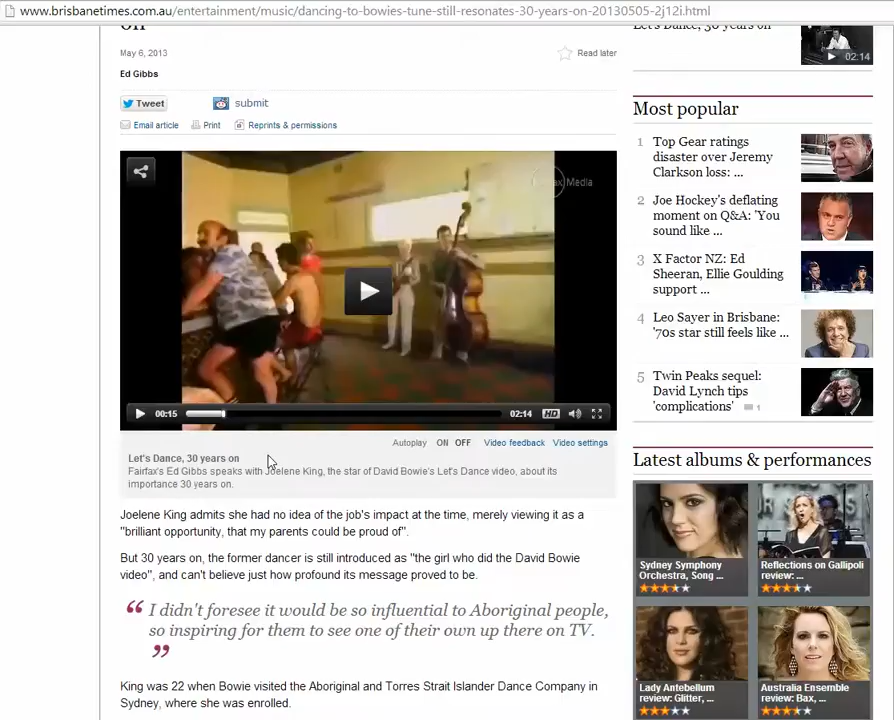 www.brisbanetimes.com.au/entertainment/music/dancing-to-bowies-tune-still-resonates-30-years-on-20130505-2j12i.html
on
May 6, 2013
Read later
Ed Gibbs
Tweet
submit
Email article
Print
Reprints & permissions
Media
00:15
02:14
HD
Autoplay ON OFF Video feedback Video settings
Let's Dance, 30 years on
Fairfax's Ed Gibbs speaks with Joelene King, the star of David Bowie's Let's Dance video, about its
importance 30 years on.
Joelene King admits she had no idea of the job's impact at the time, merely viewing it as a
"brilliant opportunity, that my parents could be proud of".
But 30 years on, the former dancer is still introduced as "the girl who did the David Bowie
video", and can't believe just how profound its message proved to be.
“ I didn't foresee it would be so influential to Aboriginal people,
so inspiring for them to see one of their own up there on TV.
”
King was 22 when Bowie visited the Aboriginal and Torres Strait Islander Dance Company in
Sydney, where she was enrolled.
Let's Dance, 30 years on
02:14
Most popular
1 Top Gear ratings
disaster over Jeremy
Clarkson loss: ...
2 Joe Hockey's deflating
moment on Q&A: 'You
sound like ...
3 X Factor NZ: Ed
Sheeran, Ellie Goulding
support ...
4 Leo Sayer in Brisbane:
'70s star still feels like ...
5 Twin Peaks sequel:
David Lynch tips
'complications' 1
Latest albums & performances
Sydney Symphony
Orchestra, Song ...
Reflections on Gallipoli
review: ...
Lady Antebellum
review: Glitter, ...
Australia Ensemble
review: Bax, ...